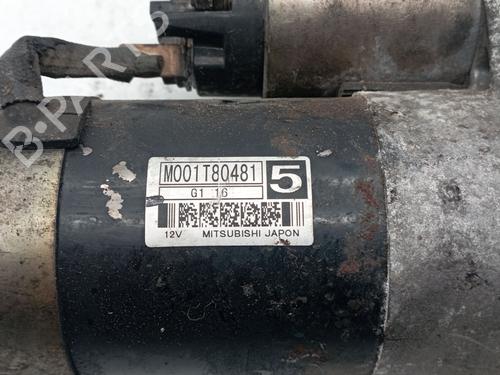 B-PARTS
M001T80481
5
G1 16
12V MITSUBISHI JAPON